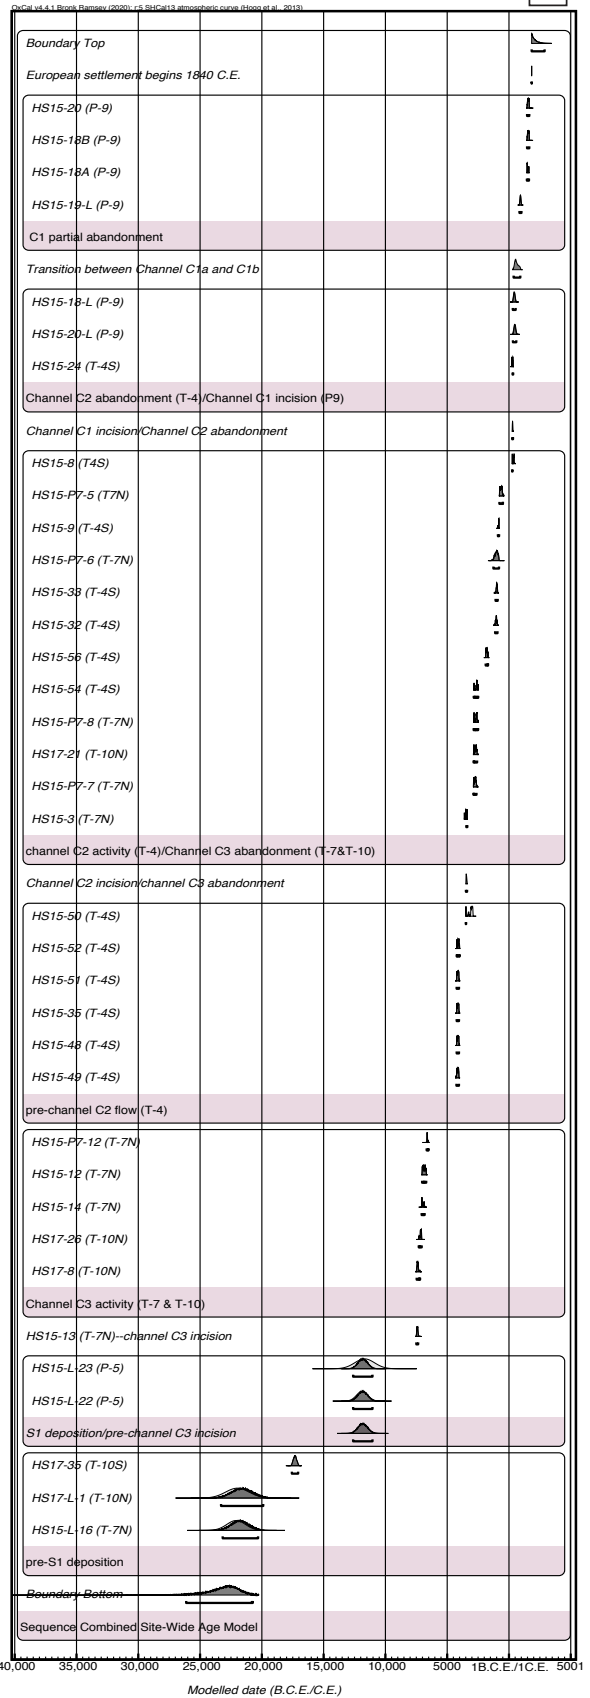 OxCal v4.4.1 Bronk Ramsey (2020); r:5 SHCal13 atmospheric curve (Hogg et al., 2013)
Boundary Top
European settlement begins 1840 C.E.
HS15-20 (P-9)
HS15-18B (P-9)
HS15-18A (P-9)
HS15-19-L (P-9)
C1 partial abandonment
Transition between Channel C1a and C1b
HS15-18-L (P-9)
HS15-20-L (P-9)
HS15-24 (T-4S)
Channel C2 abandonment (T-4)/Channel C1 incision (P9)
Channel C1 incision/Channel C2 abandonment
HS15-8 (T4S)
HS15-P7-5 (T7N)
HS15-9 (T-4S)
HS15-P7-6 (T-7N)
HS15-33 (T-4S)
HS15-32 (T-4S)
HS15-56 (T-4S)
HS15-54 (T-4S)
HS15-P7-8 (T-7N)
HS17-21 (T-10N)
HS15-P7-7 (T-7N)
HS15-3 (T-7N)
channel C2 activity (T-4)/Channel C3 abandonment (T-7&T-10)
Channel C2 incision/channel C3 abandonment
HS15-50 (T-4S)
HS15-52 (T-4S)
HS15-51 (T-4S)
HS15-35 (T-4S)
HS15-48 (T-4S)
HS15-49 (T-4S)
pre-channel C2 flow (T-4)
HS15-P7-12 (T-7N)
HS15-12 (T-7N)
HS15-14 (T-7N)
HS17-26 (T-10N)
HS17-8 (T-10N)
Channel C3 activity (T-7 & T-10)
HS15-13 (T-7N)--channel C3 incision
HS15-L-23 (P-5)
HS15-L-22 (P-5)
S1 deposition/pre-channel C3 incision
HS17-35 (T-10S)
HS17-L-1 (T-10N)
HS15-L-16 (T-7N)
pre-S1 deposition
Boundary Bottom
Sequence Combined Site-Wide Age Model
40,000 35,000 30,000 25,000 20,000 15,000 10,000 5000 1B.C.E./1C.E. 5001
Modelled date (B.C.E./C.E.)